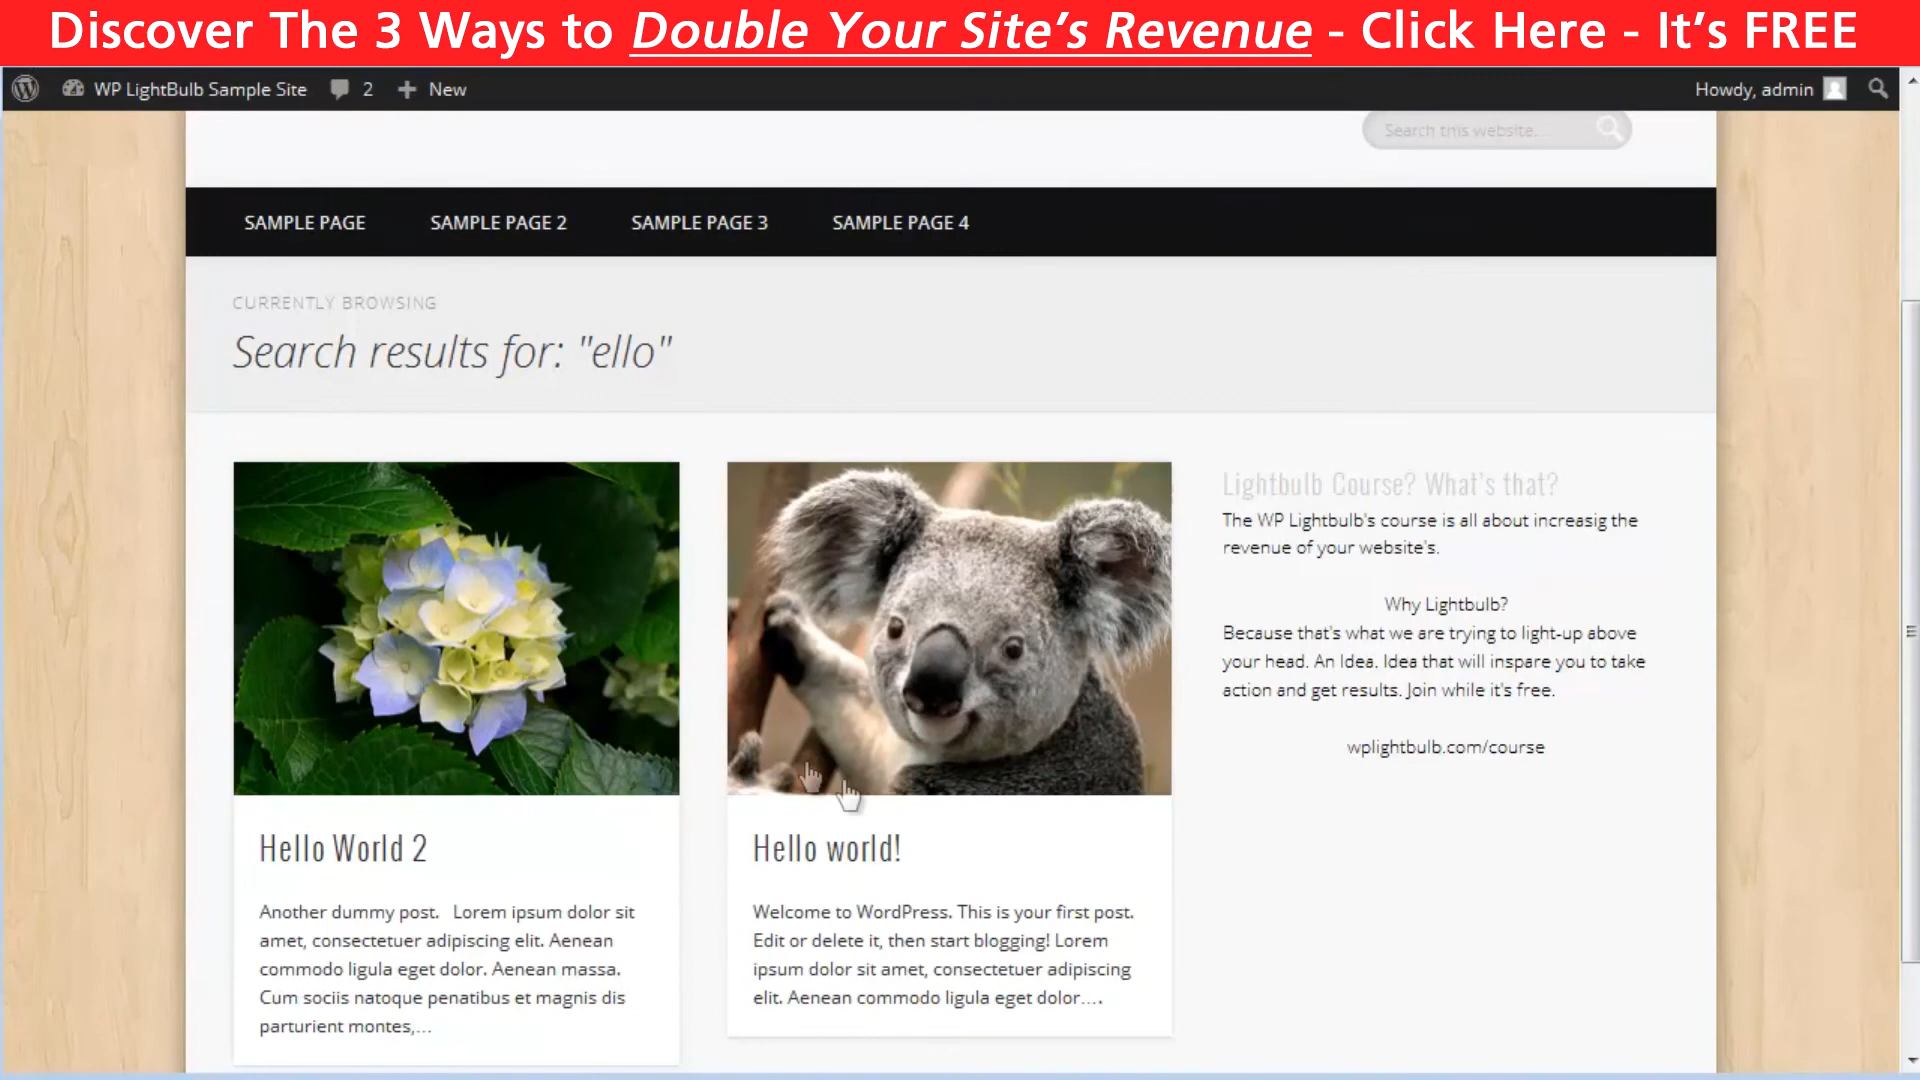 Discover The 3 Ways to Double Your Site's Revenue - Click Here - It's FREE
WP LightBulb Sample Site 2 New Howdy, admin
Search this website...
SAMPLE PAGE SAMPLE PAGE 2 SAMPLE PAGE 3 SAMPLE PAGE 4
CURRENTLY BROWSING
Search results for: "ello"
Hello World 2
Another dummy post. Lorem ipsum dolor sit
amet, consectetuer adipiscing elit. Aenean
commodo ligula eget dolor. Aenean massa.
Cum sociis natoque penatibus et magnis dis
parturient montes,...
Hello world!
Welcome to WordPress. This is your first post.
Edit or delete it, then start blogging! Lorem
ipsum dolor sit amet, consectetuer adipiscing
elit. Aenean commodo ligula eget dolor....
Lightbulb Course? What's that?
The WP Lightbulb's course is all about increasig the
revenue of your website's.
Why Lightbulb?
Because that's what we are trying to light-up above
your head. An Idea. Idea that will inspare you to take
action and get results. Join while it's free.
wplightbulb.com/course